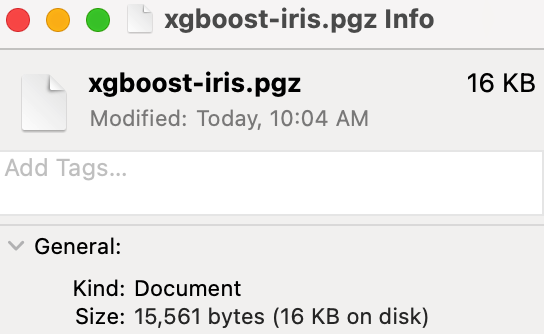 xgboost-iris.pgz Info
xgboost-iris.pgz 16 KB
Modified: Today, 10:04 AM
Add Tags...
General:
Kind: Document
Size: 15,561 bytes (16 KB on disk)